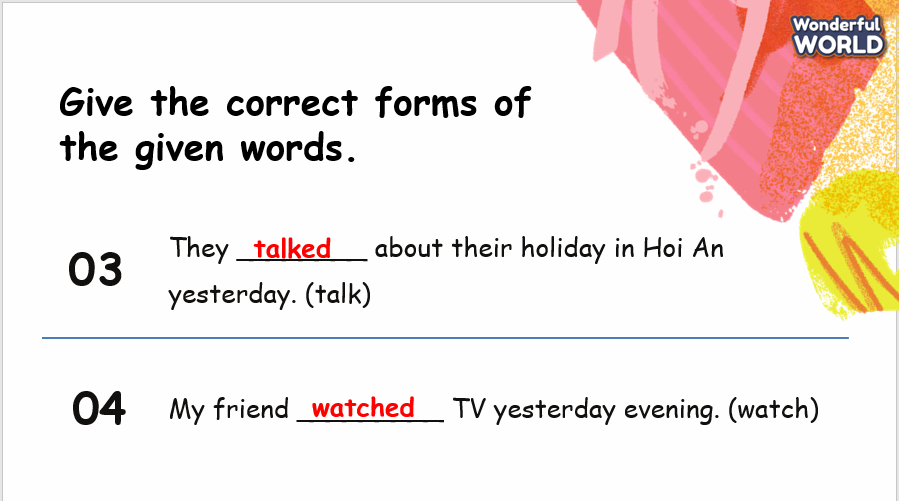 Wonderful
WORLD
Give the correct forms of
the given words.
03
They talked about their holiday in Hoi An
yesterday. (talk)
04
My friend watched TV yesterday evening. (watch)